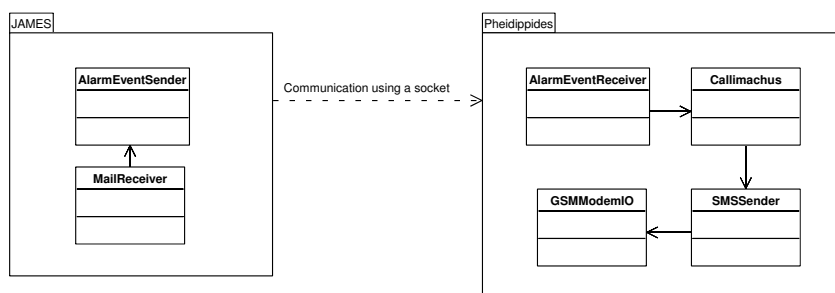 JAMES
AlarmEventSender
MailReceiver
Communication using a socket
Pheidippides
AlarmEventReceiver
Callimachus
GSMModemIO
SMSSender